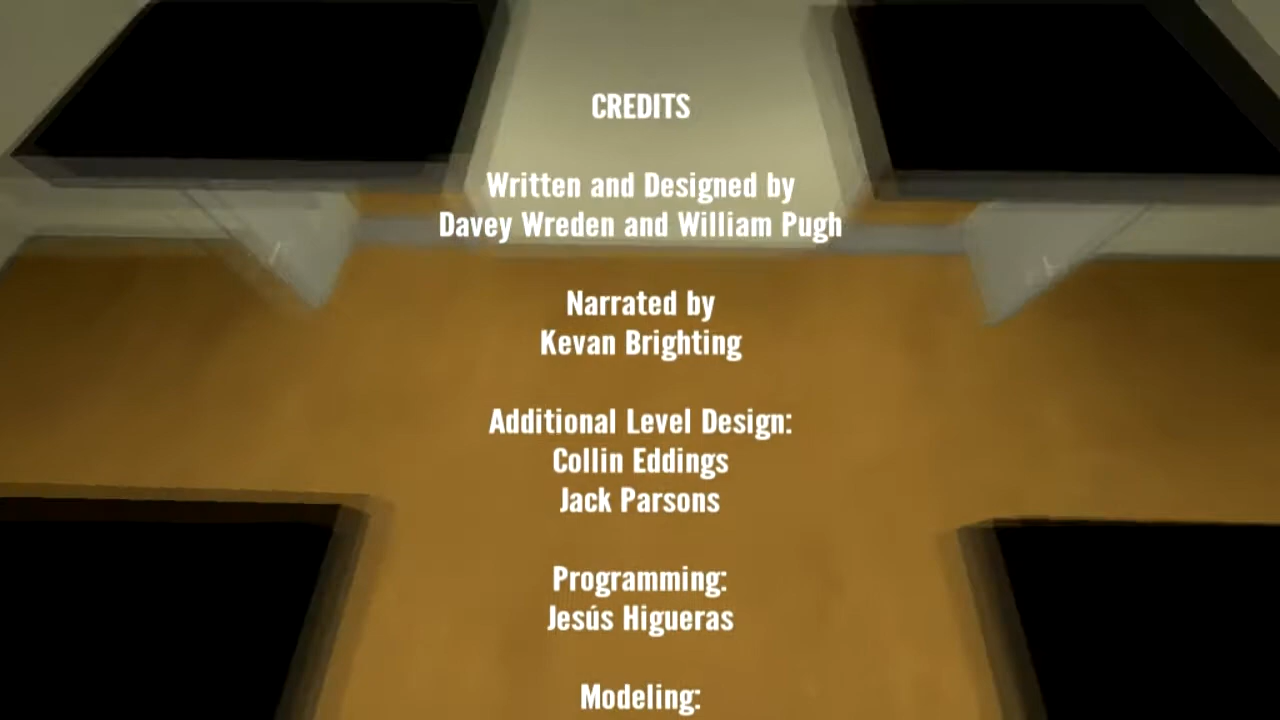 CREDITS
Written and Designed by
Davey Wreden and William Pugh
Narrated by
Kevan Brighting
Additional Level Design:
Collin Eddings
Jack Parsons
Programming:
Jesús Higueras
Modeling: